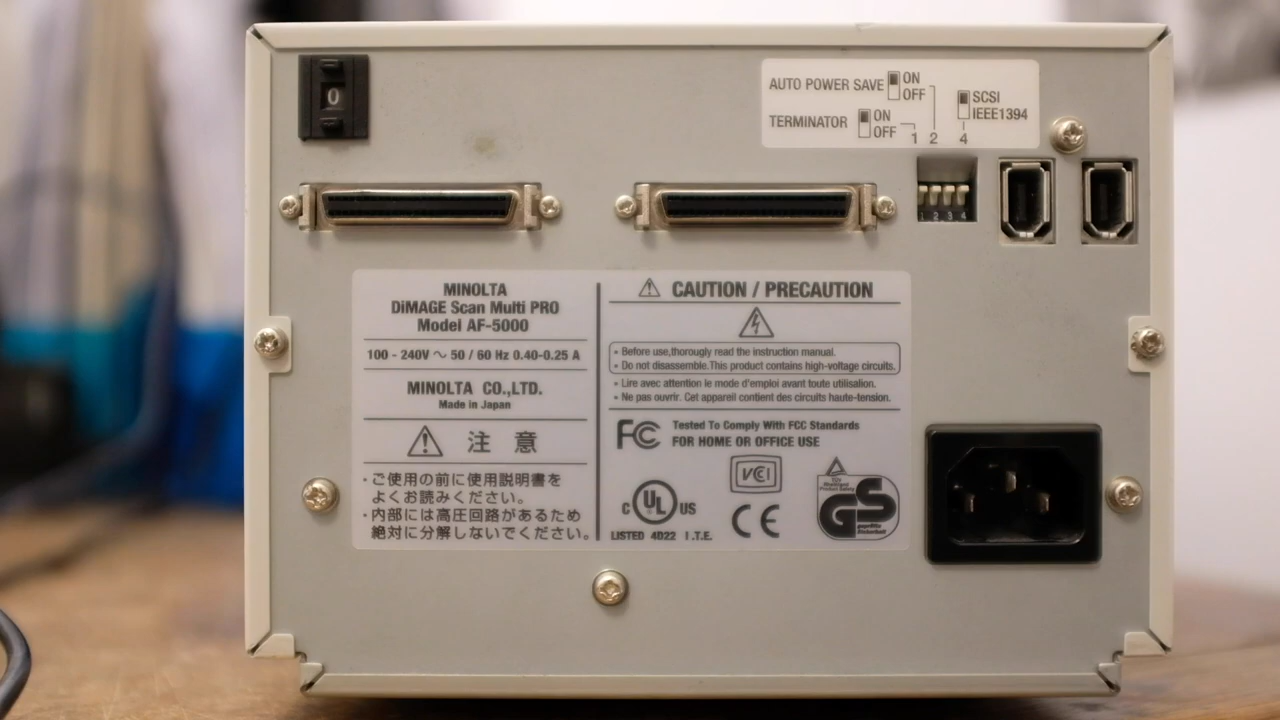 0
AUTO POWER SAVE ON
OFF
TERMINATOR ON
OFF
1 2 4
SCSI
IEEE1394
1 2 3 4
MINOLTA
DiMAGE Scan Multi PRO
Model AF-5000
100 - 240V ～ 50 / 60 Hz 0.40-0.25 A
MINOLTA CO.,LTD.
Made in Japan
注 意
・ご使用の前に使用説明書を
よくお読みください。
・内部には高圧回路があるため
絶対に分解しないでください。
CAUTION / PRECAUTION
• Before use,thorougly read the instruction manual.
• Do not disassemble.This product contains high-voltage circuits.
• Lire avec attention le mode d'emploi avant toute utilisation.
• Ne pas ouvrir. Cet appareil contient des circuits haute-tension.
FC Tested To Comply With FCC Standards
FOR HOME OR OFFICE USE
VCI
C UL US
LISTED 4D22 I.T.E.
CE
TÜV
Rheinland
Product Safety
GS
geprüfte
Sicherheit